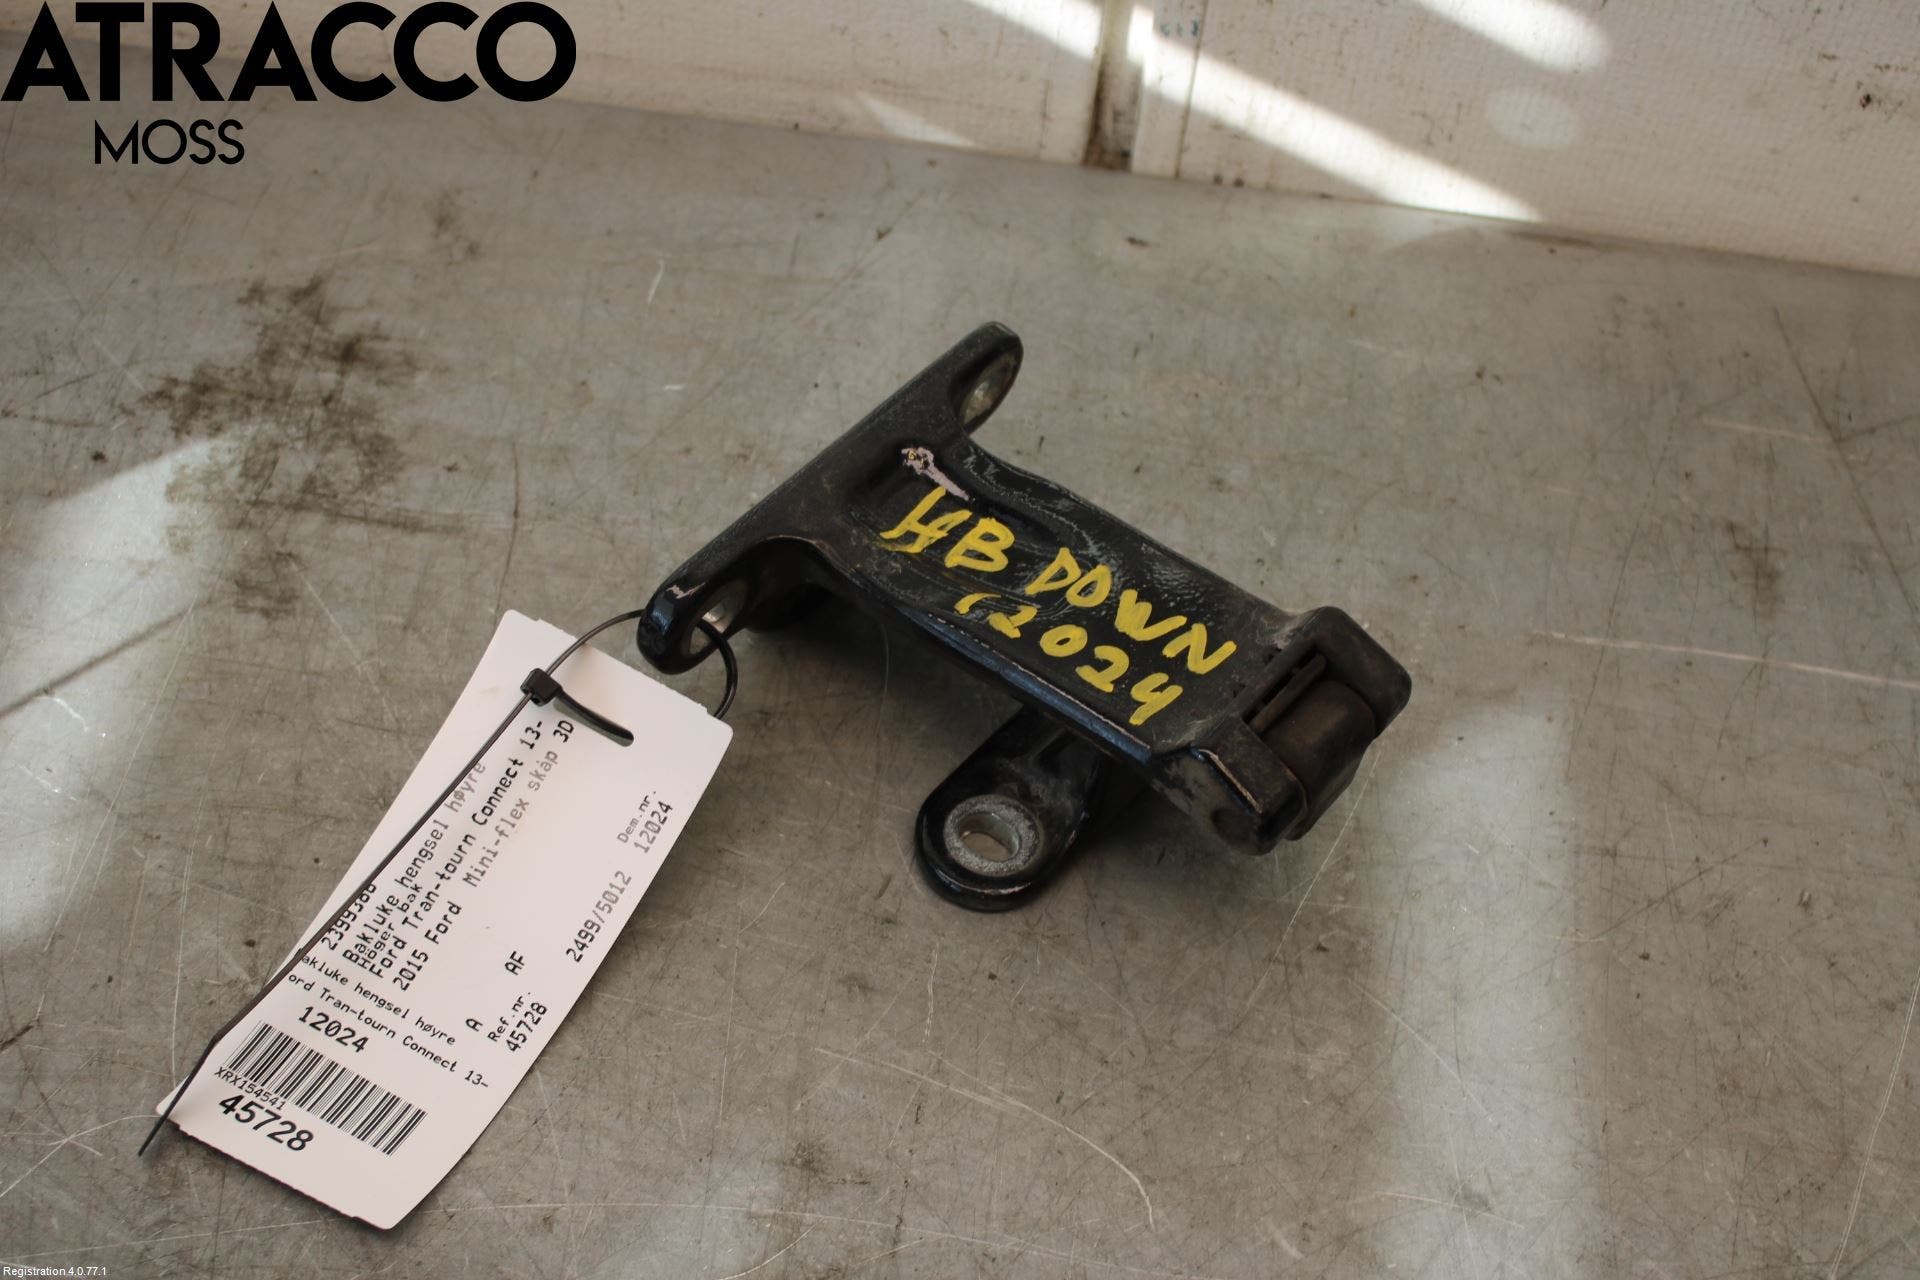 ATRACCO
MOSS
HB DOWN
12024
Bakluke hengsel høyre
Höger bak
Ford Tran-tourn Connect 13-
2015 Ford Mini-flex skåp 3D
A AF
Ref.nr. 2499/5012 Dem.nr.
45728 12024
akluke hengsel høyre
ord Tran-tourn Connect 13-
12024
XRX154541
45728
Registration 4.0.77.1